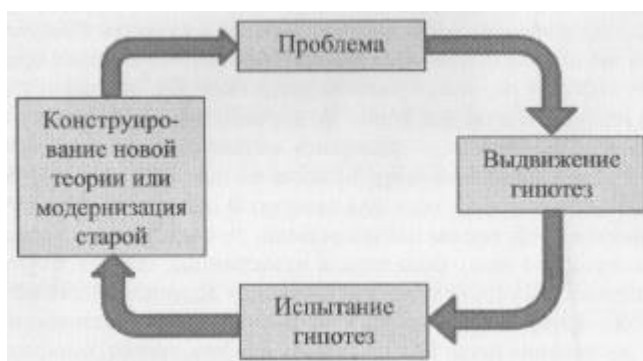 Проблема
Выдвижение
гипотез
Испытание
гипотез
Конструиро-
вание новой
теории или
модернизация
старой